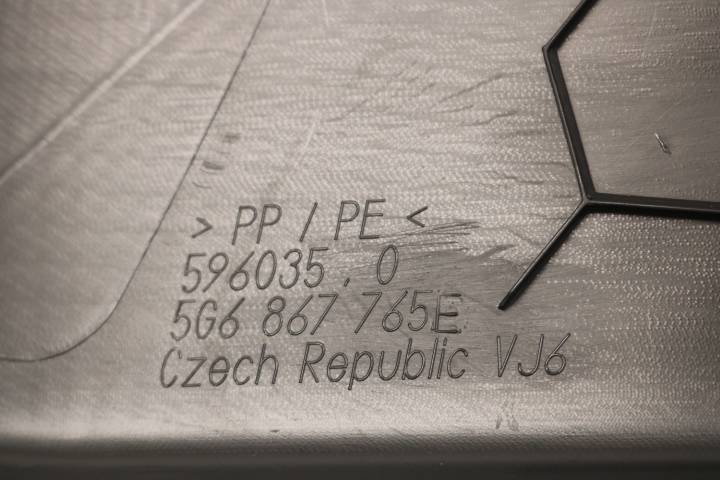 > PP / PE <
596035 . 0
5G6 867 765E
Czech Republic VJ6